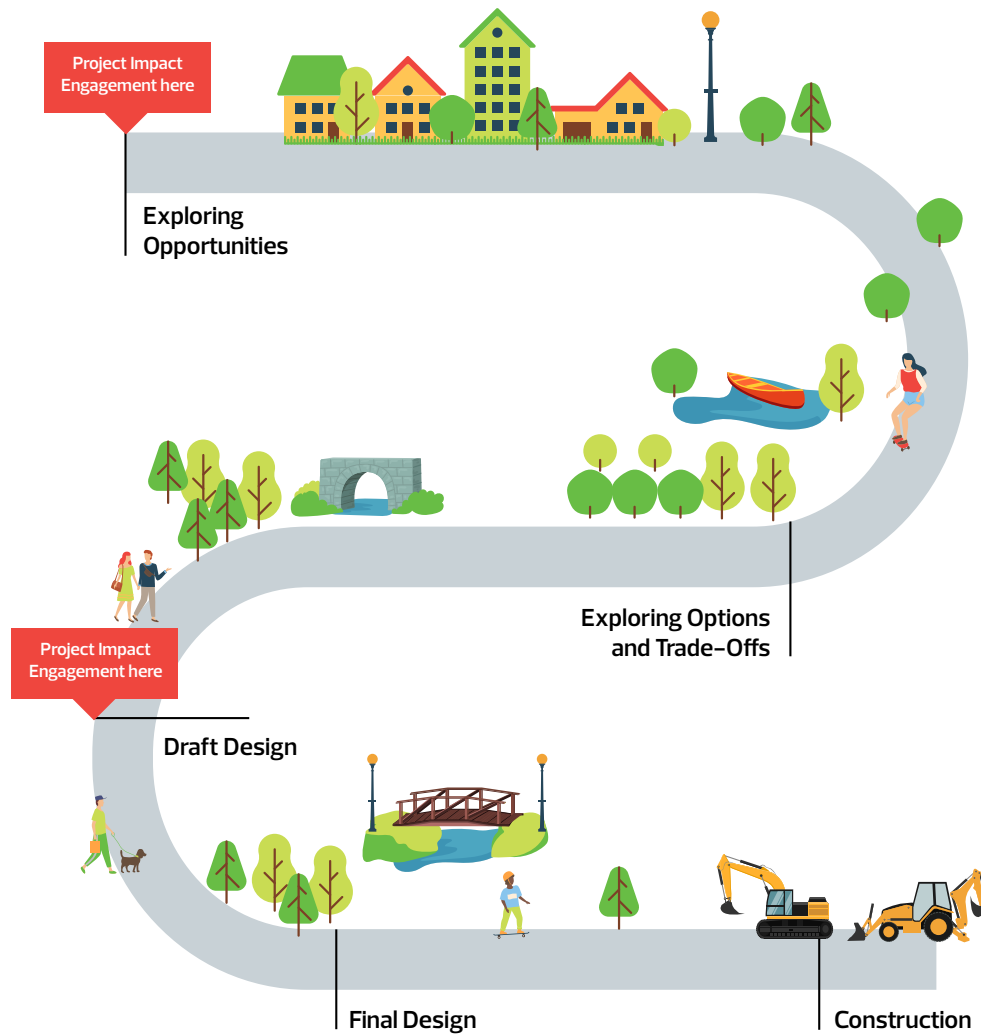 Project Impact
Engagement here
Exploring
Opportunities
Exploring Options
and Trade-Offs
Project Impact
Engagement here
Draft Design
Final Design
Construction